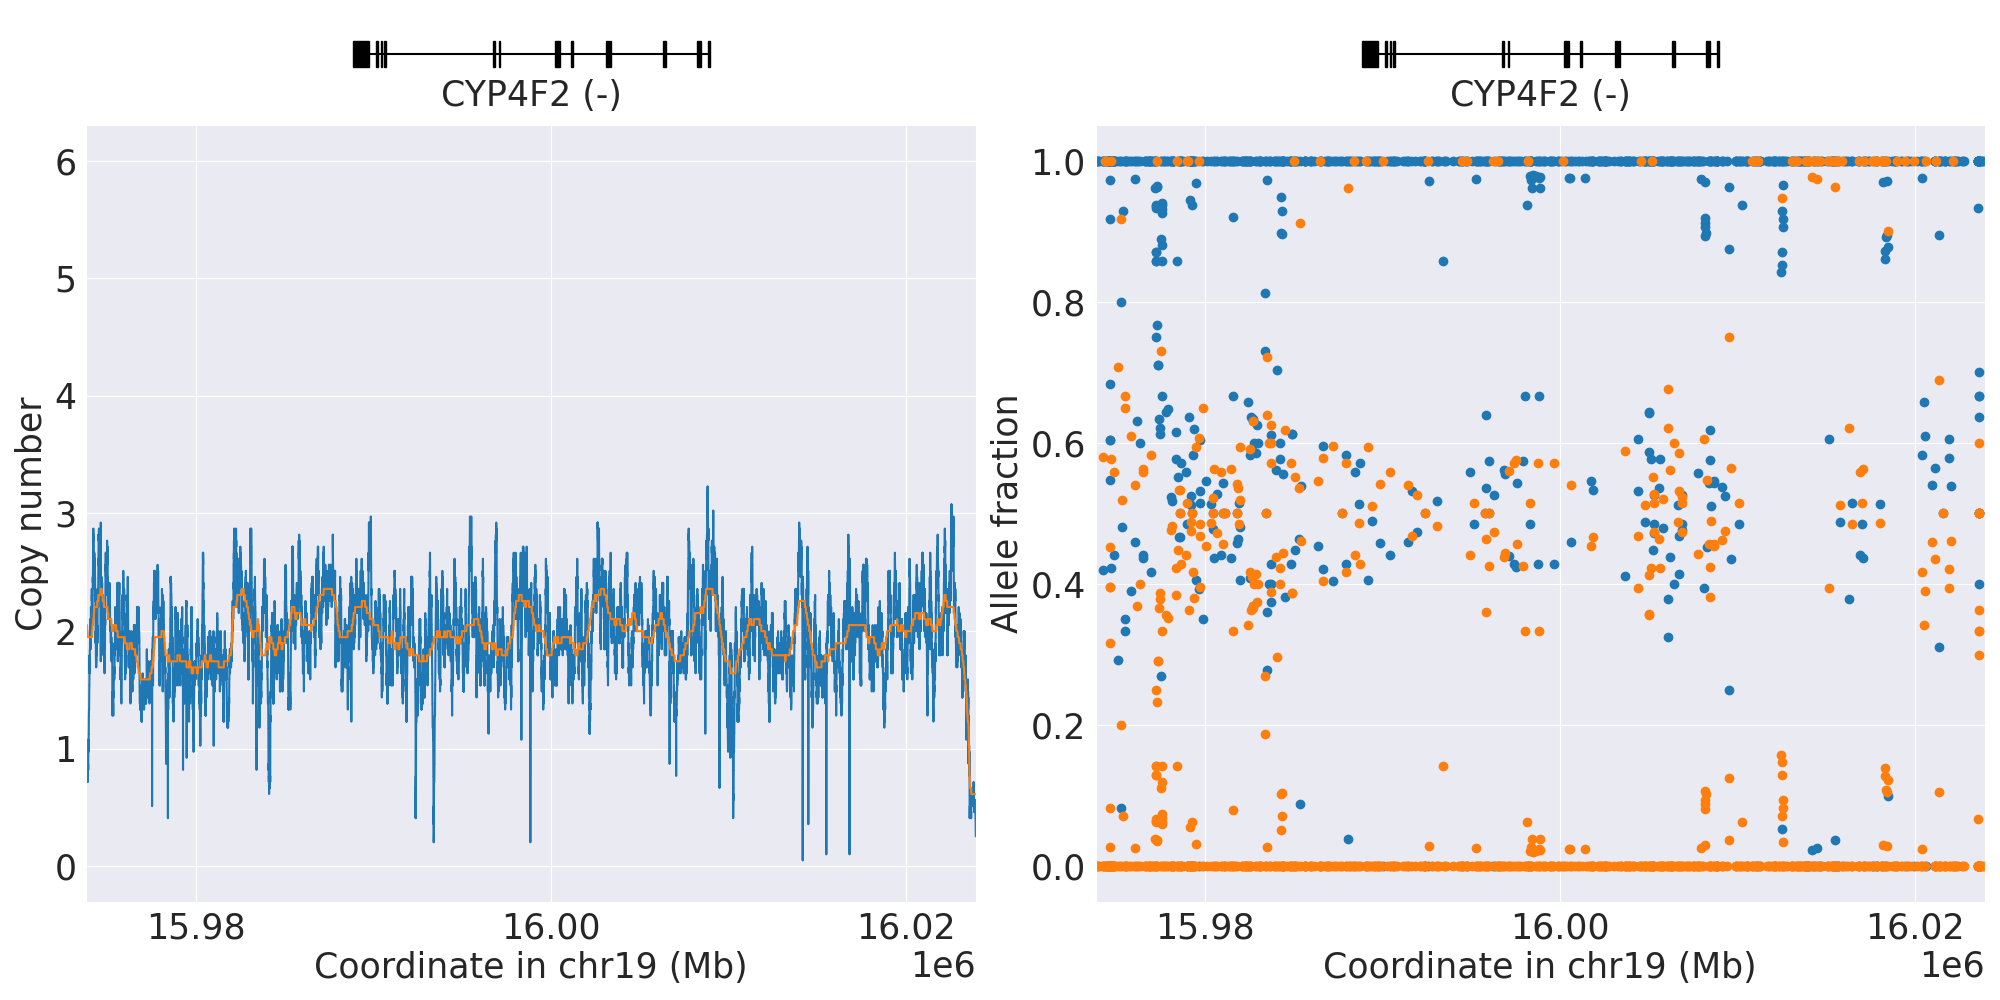 CYP4F2 (-)
6
5
4
3
2
1
0
Copy number
15.98
16.00
16.02
Coordinate in chr19 (Mb)
1e6
CYP4F2 (-)
1.0
0.8
0.6
0.4
0.2
0.0
Allele fraction
15.98
16.00
16.02
Coordinate in chr19 (Mb)
1e6